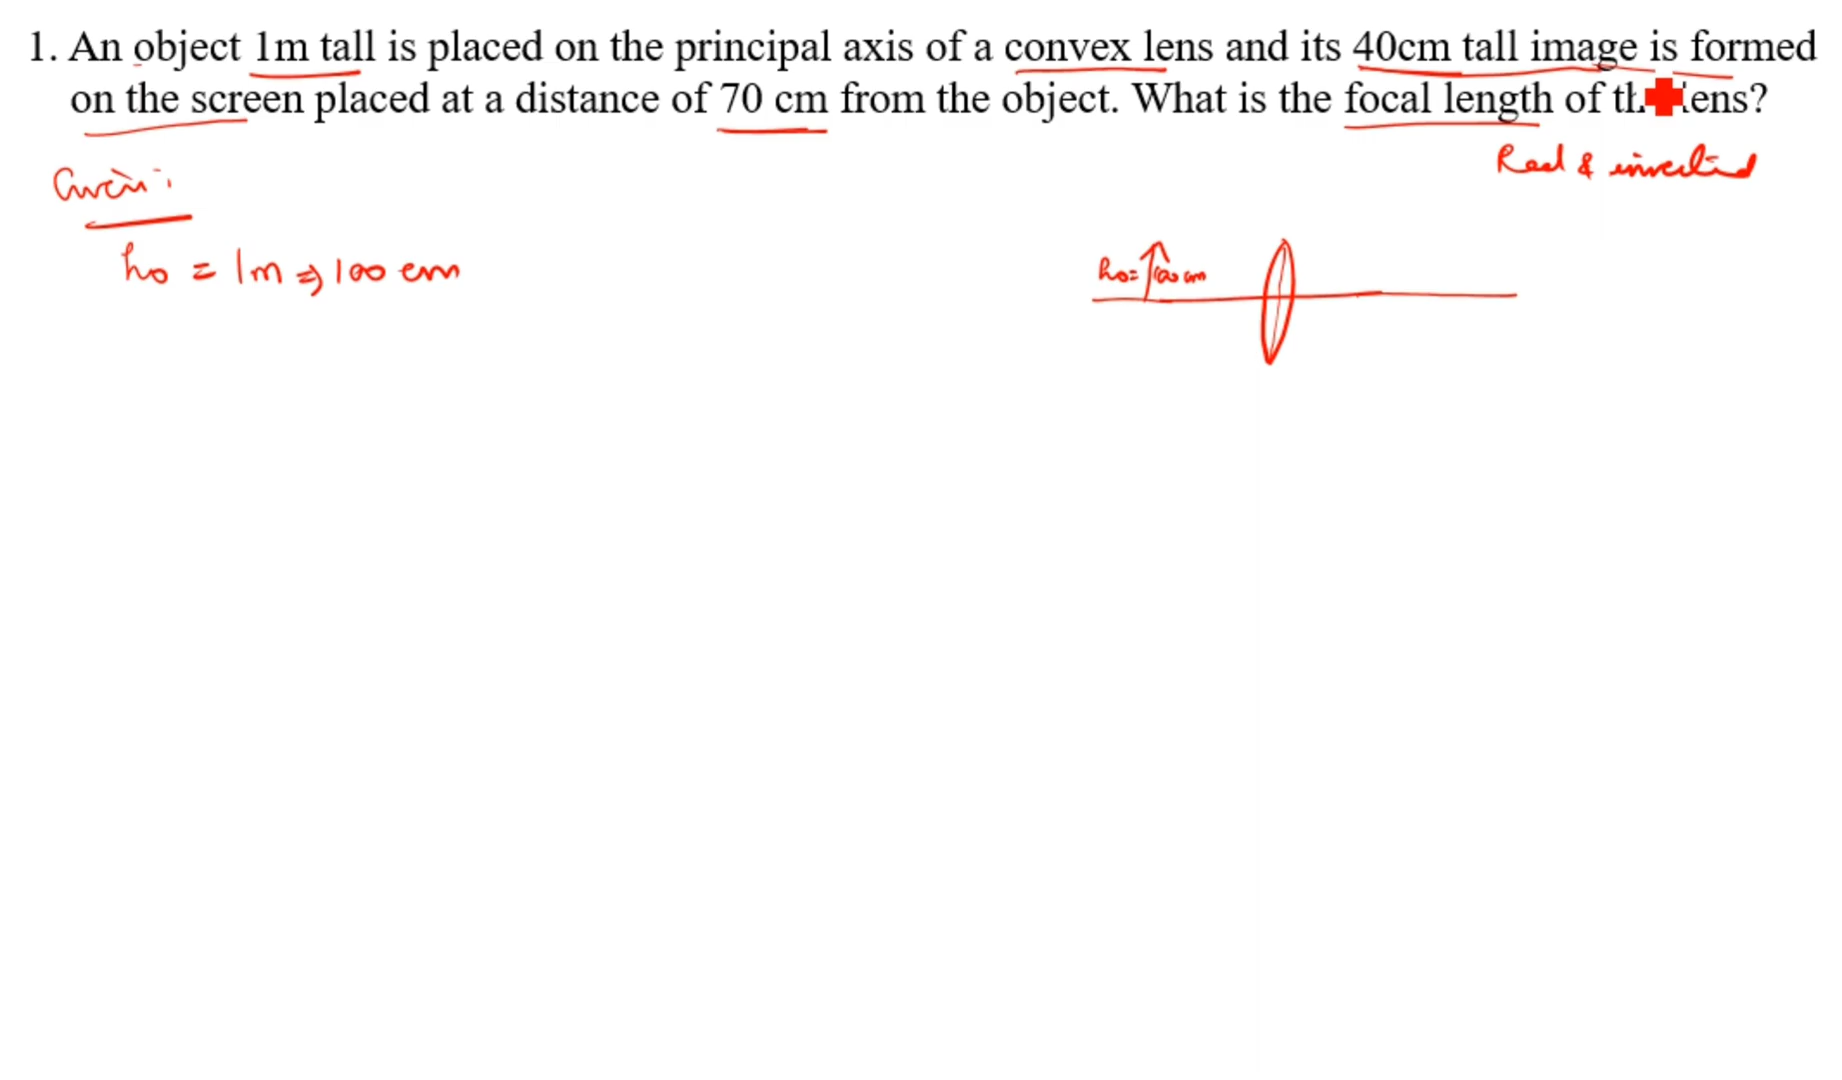 1. An object 1m tall is placed on the principal axis of a convex lens and its 40cm tall image is formed
on the screen placed at a distance of 70 cm from the object. What is the focal length of lens?
Real & inverted
Given:
ho = 1m ⇒ 100 cm
ho = 100 cm